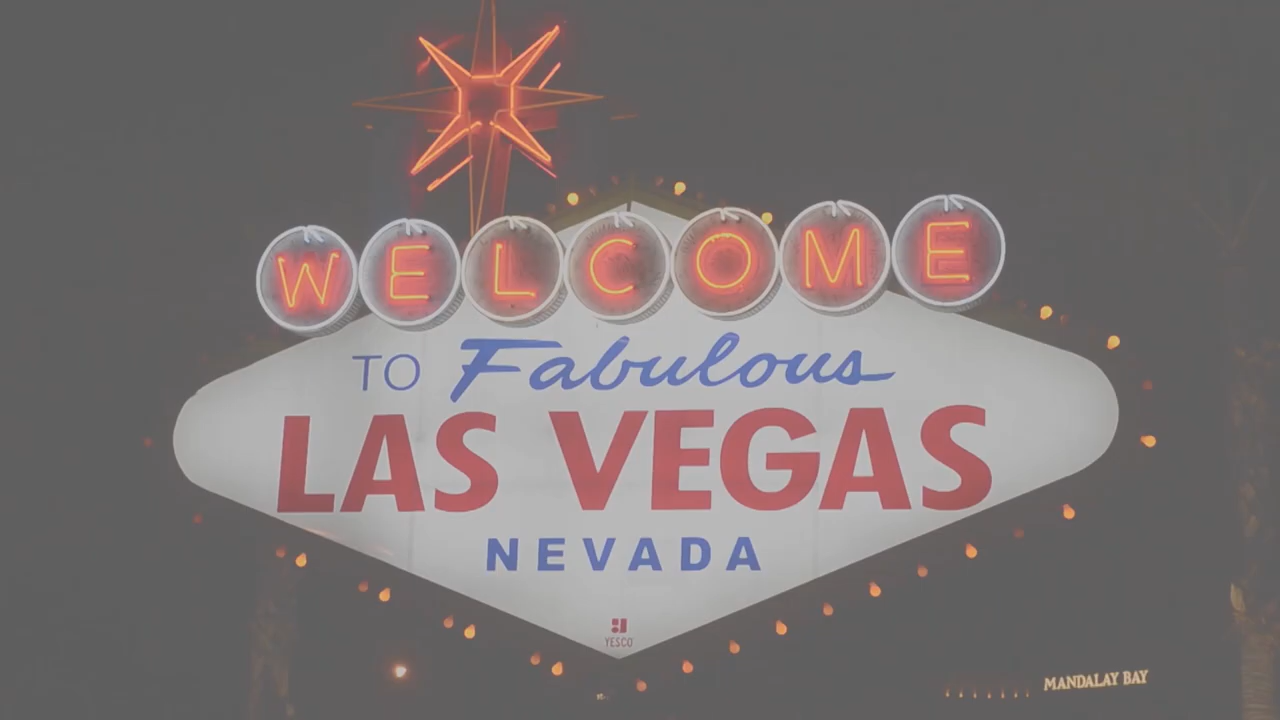 WELCOME
TO Fabulous
LAS VEGAS
NEVADA
YESCO
MANDALAY BAY